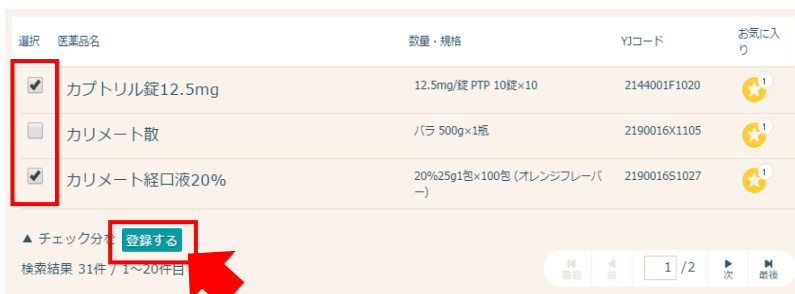 選択 医薬品名 数量・規格 YJコード お気に入
り
カプトリル錠12.5mg 12.5mg/錠 PTP 10錠×10 2144001F1020 1
カリメート散 バラ 500g×1瓶 2190016X1105 1
カリメート経口液20% 20%25g1包×100包 (オレンジフレーバ 2190016S1027 1
ー)
▲ チェック分を 登録する
検索結果 31件 / 1～20件目 最初 前 1 /2 次 最後